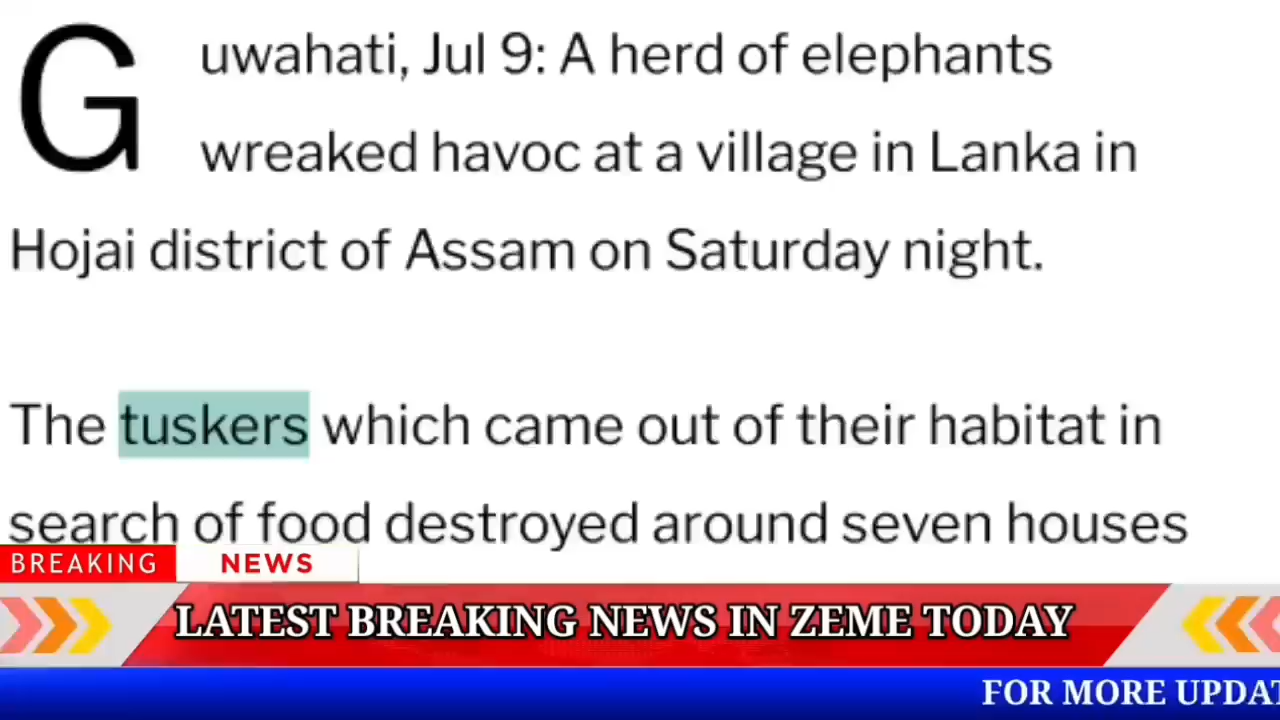 Guwahati, Jul 9: A herd of elephants
wreaked havoc at a village in Lanka in
Hojai district of Assam on Saturday night.
The tuskers which came out of their habitat in
search of food destroyed around seven houses
BREAKING NEWS
LATEST BREAKING NEWS IN ZEME TODAY
FOR MORE